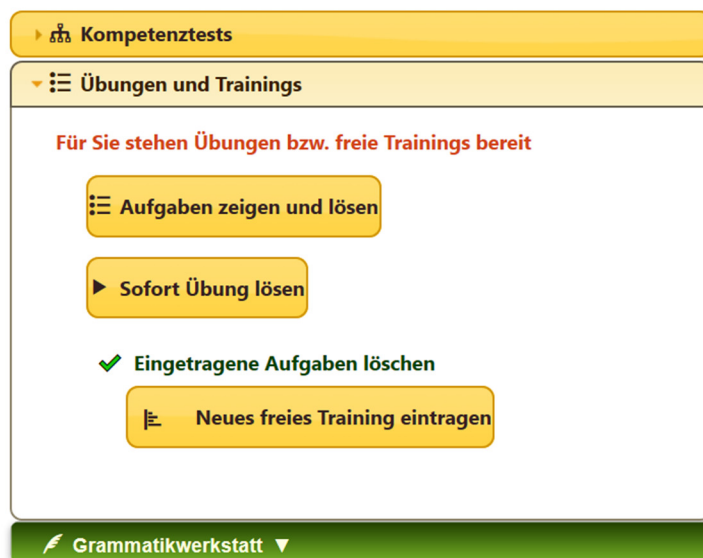 Kompetenztests
Übungen und Trainings
Für Sie stehen Übungen bzw. freie Trainings bereit
Aufgaben zeigen und lösen
Sofort Übung lösen
Eingetragene Aufgaben löschen
Neues freies Training eintragen
Grammatikwerkstatt ▼